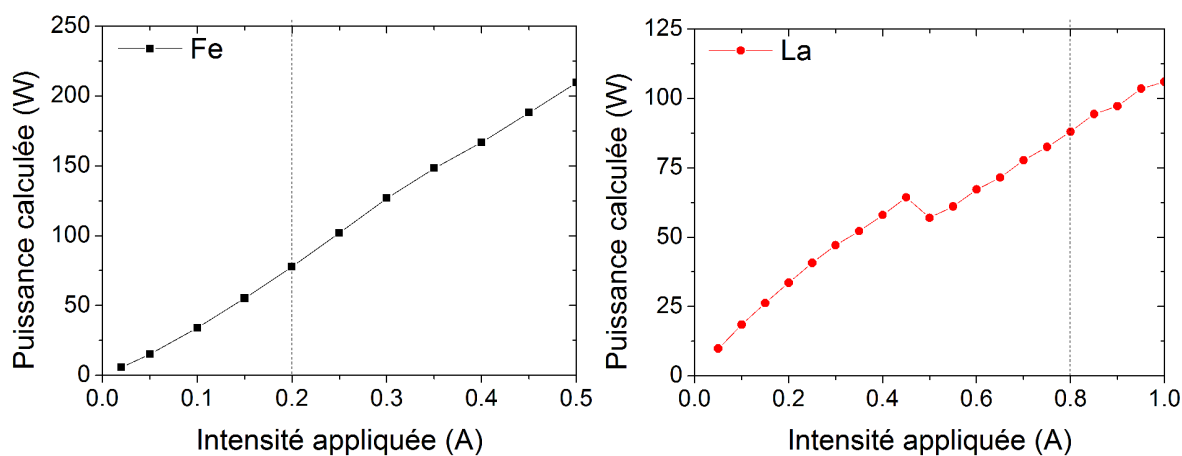 Fe
Puissance calculée (W)
250
200
150
100
50
0
0.0 0.1 0.2 0.3 0.4 0.5
Intensité appliquée (A)
La
Puissance calculée (W)
125
100
75
50
25
0
0.0 0.2 0.4 0.6 0.8 1.0
Intensité appliquée (A)